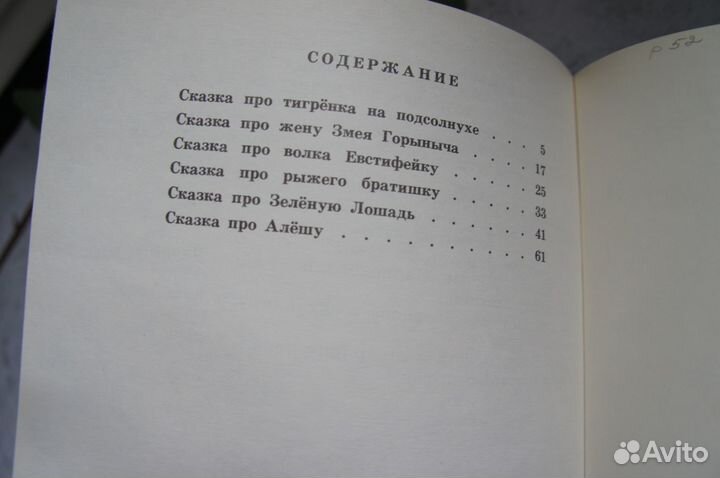 СОДЕРЖАНИЕ
Сказка про тигрёнка на подсолнухе . . . 5
Сказка про жену Змея Горыныча . . . . 17
Сказка про волка Евстифейку . . . . . 25
Сказка про рыжего братишку . . . . . 33
Сказка про Зелёную Лошадь . . . . . . 41
Сказка про Алёшу . . . . . . . . . . 61
р 52
Avito